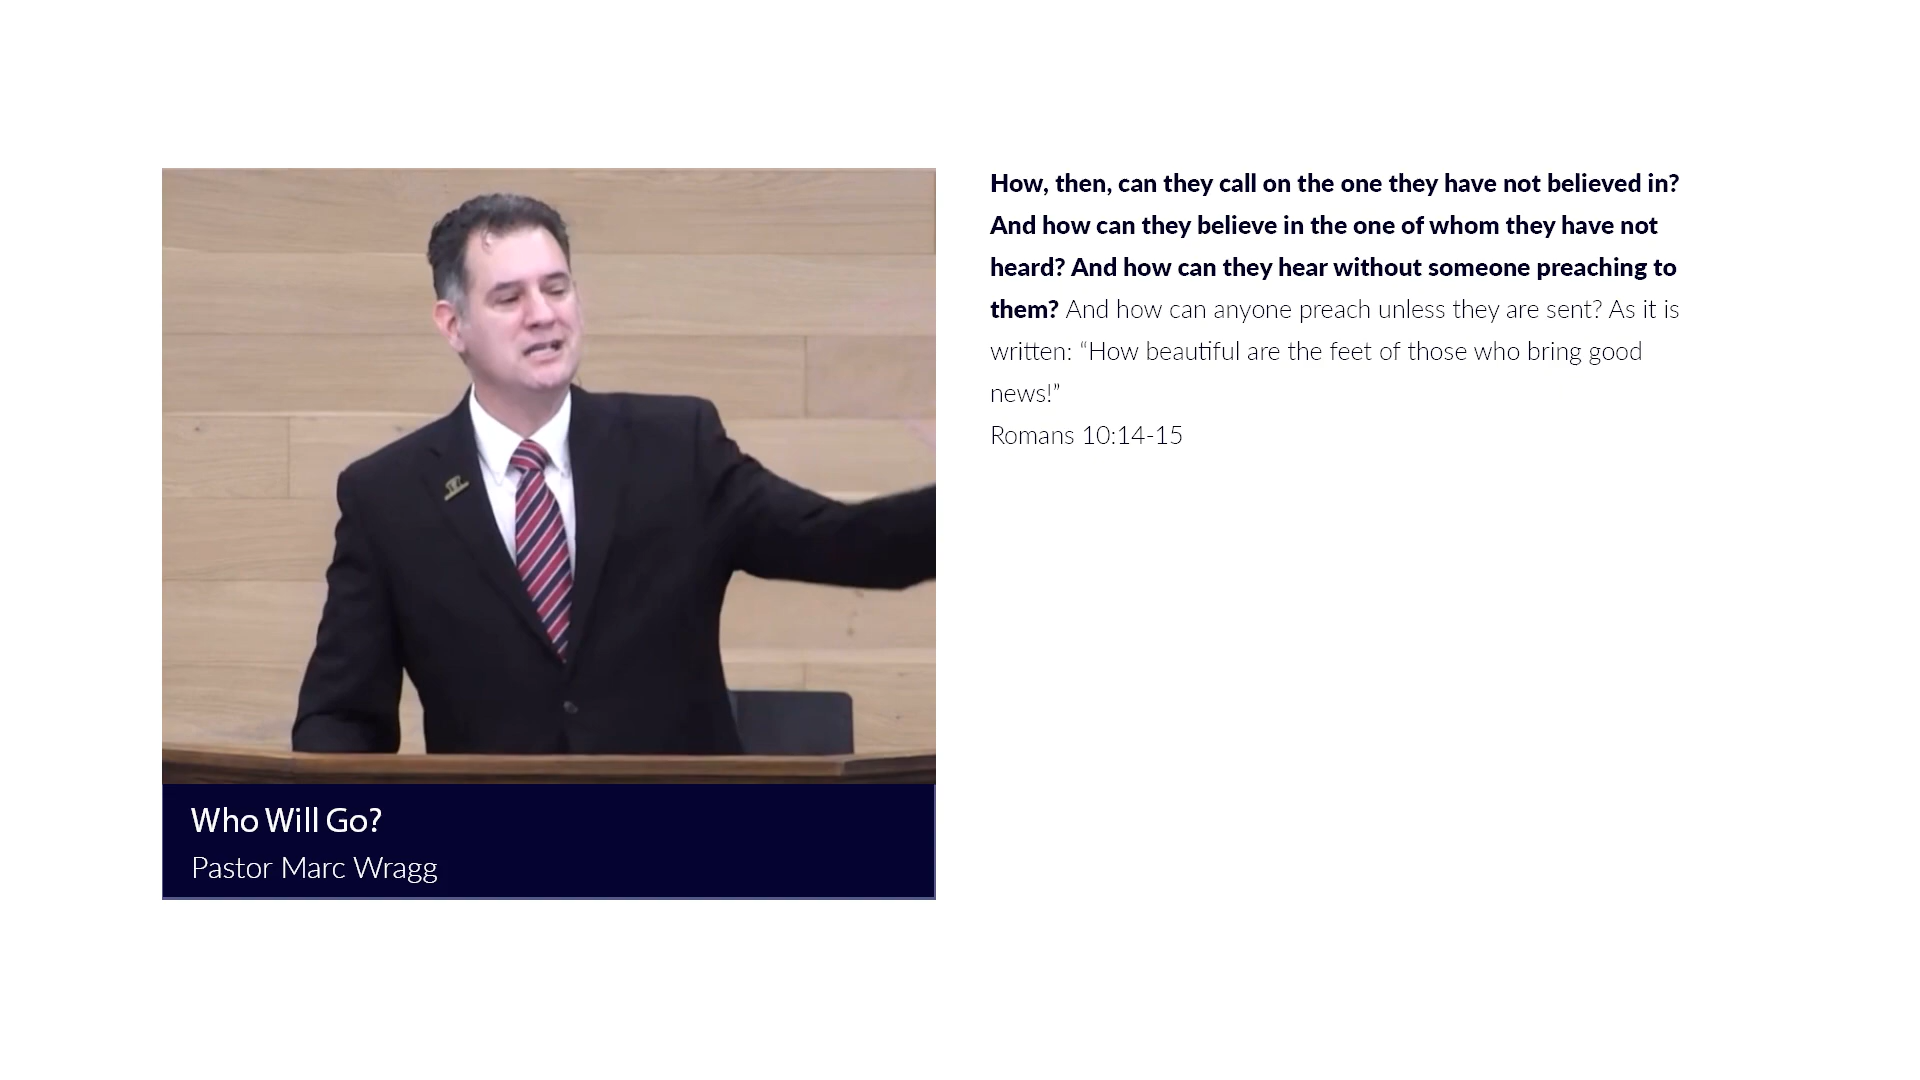 How, then, can they call on the one they have not believed in?
And how can they believe in the one of whom they have not
heard? And how can they hear without someone preaching to
them? And how can anyone preach unless they are sent? As it is
written: “How beautiful are the feet of those who bring good
news!”
Romans 10:14-15
Who Will Go?
Pastor Marc Wragg